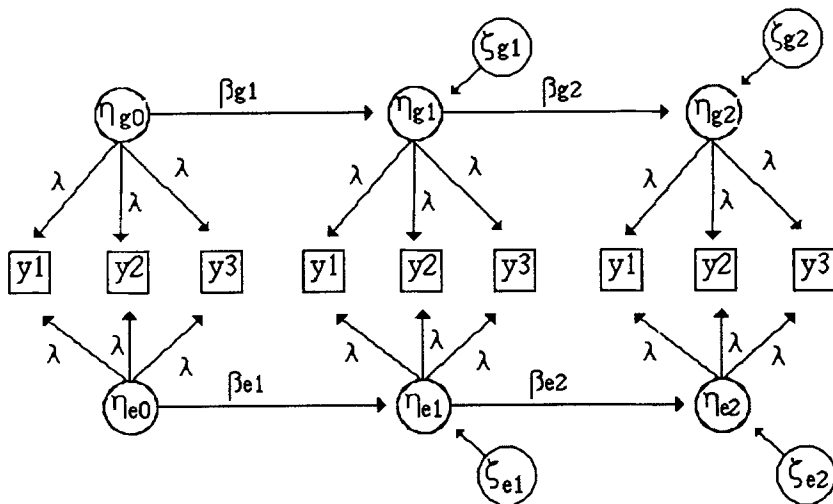 ζg1 ζg2
βg1 βg2
ηg0 ηg1 ηg2
λ λ λ λ λ λ λ λ λ
y1 y2 y3 y1 y2 y3 y1 y2 y3
λ λ λ λ λ λ λ λ λ
βe1 βe2
ηe0 ηe1 ηe2
ζe1 ζe2